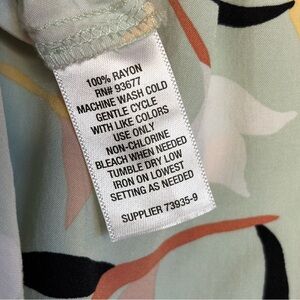 100% RAYON
RN# 93677
MACHINE WASH COLD
GENTLE CYCLE
WITH LIKE COLORS
USE ONLY
NON-CHLORINE
BLEACH WHEN NEEDED
TUMBLE DRY LOW
IRON ON LOWEST
SETTING AS NEEDED
SUPPLIER 73935-9